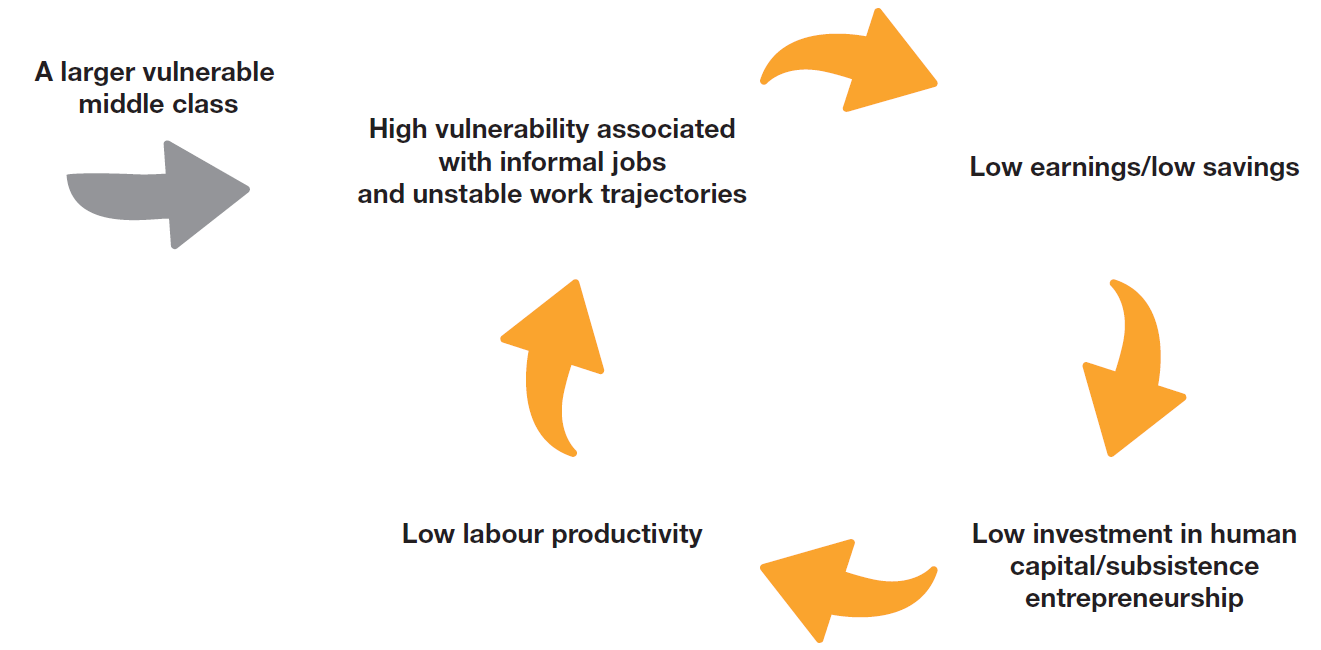 A larger vulnerable
middle class
High vulnerability associated
with informal jobs
and unstable work trajectories
Low earnings/low savings
Low investment in human
capital/subsistence
entrepreneurship
Low labour productivity